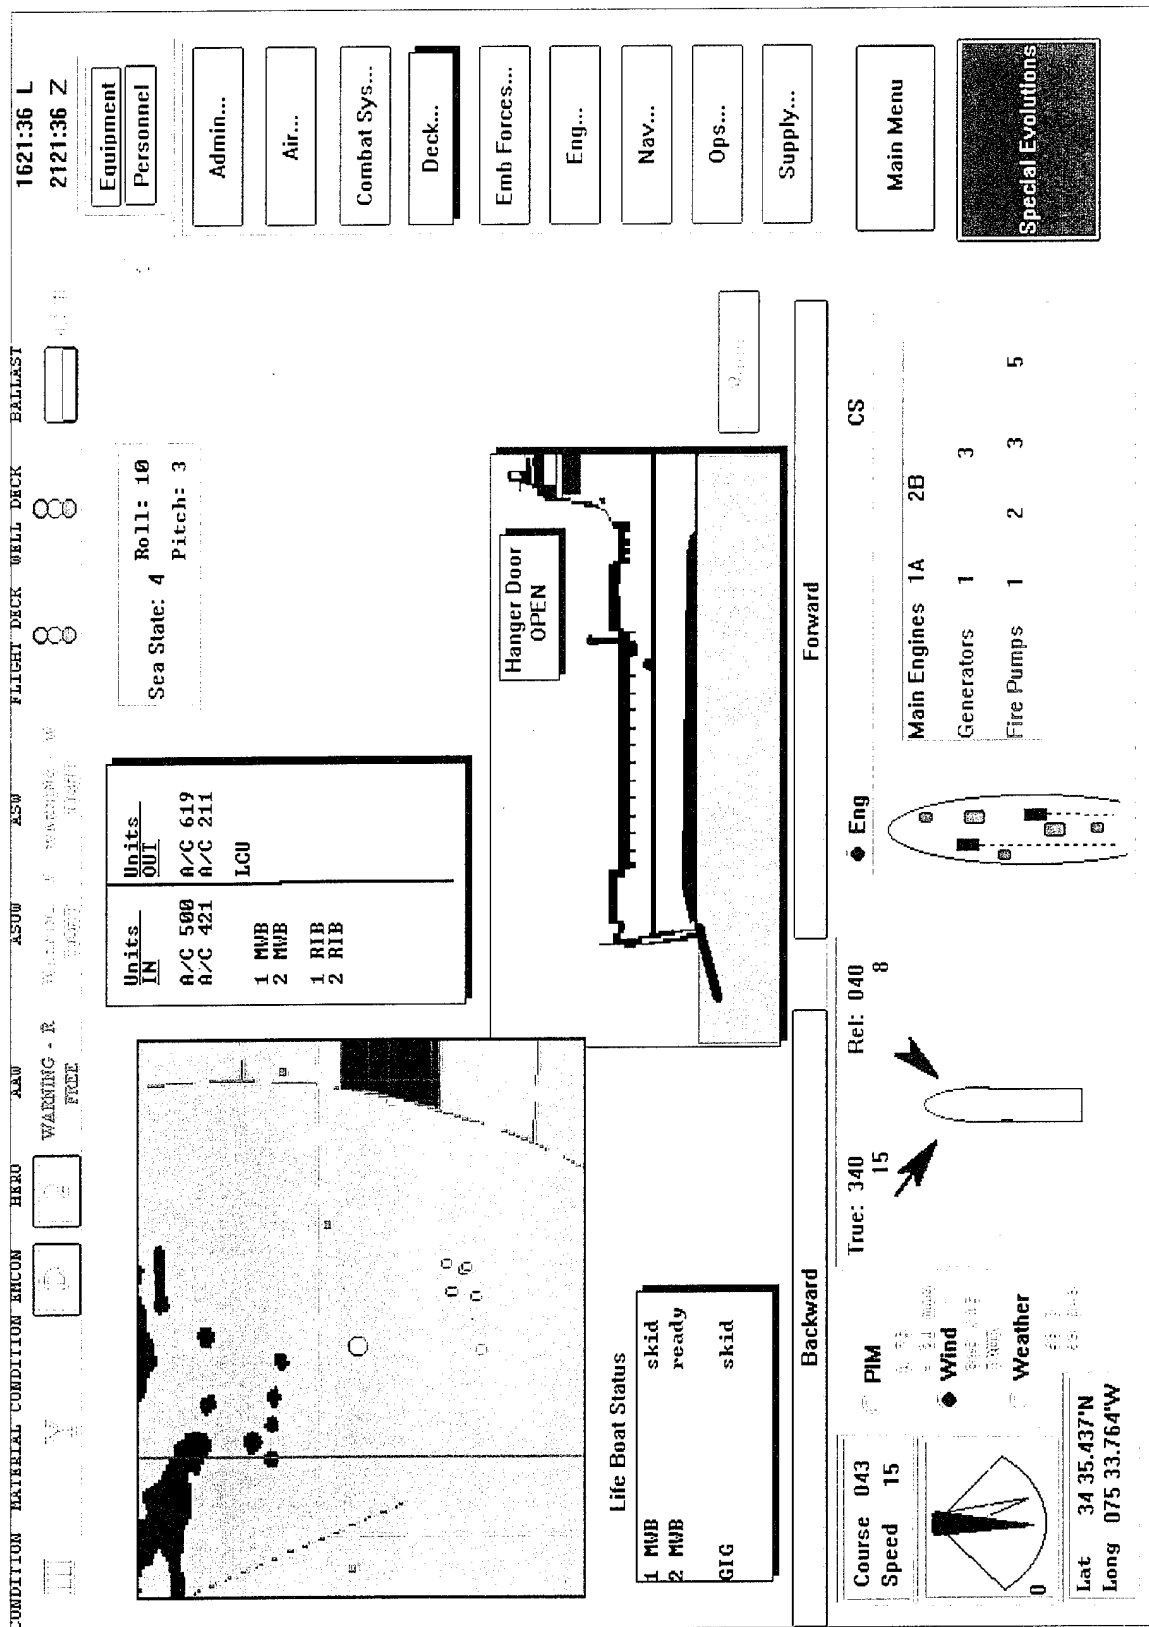 CONDITION MATERIAL CONDITION EMCON HERO AAW ASUW ASW FLIGHT DECK WELL DECK BALLAST
III Y D 2 WARNING - R
FREE
1621:36 L
2121:36 Z
Equipment
Personnel
Admin...
Air...
Combat Sys...
Deck...
Emb Forces...
Eng...
Nav...
Ops...
Supply...
Main Menu
Special Evolutions
Sea State: 4 Roll: 10
Pitch: 3
Units Units
IN OUT
A/C 500 A/C 619
A/C 421 A/C 211
1 MWB LCU
2 MWB
1 RIB
2 RIB
Hanger Door
OPEN
Life Boat Status
1 MWB skid
2 MWB ready
GIG skid
Backward Forward
Course 043
Speed 15
0
Lat 34 35.437'N
Long 075 33.764'W
PIM
Wind
Weather
True: 340 Rel: 040
15 8
Eng CS
Main Engines 1A 2B
Generators 1 3
Fire Pumps 1 2 3 5